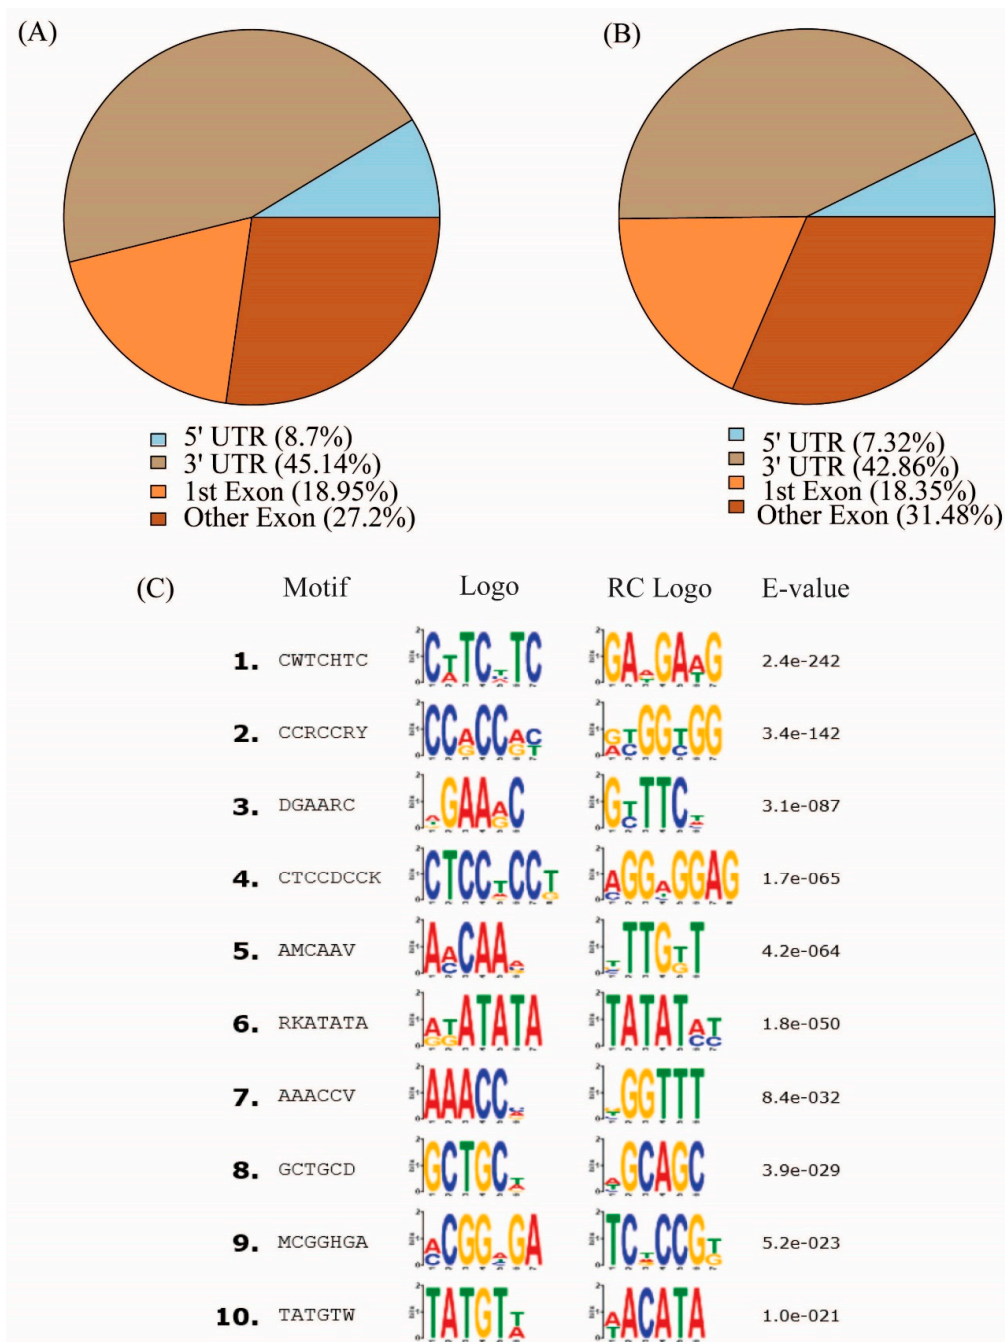 (A)
(B)
5' UTR (8.7%)
3' UTR (45.14%)
1st Exon (18.95%)
Other Exon (27.2%)
5' UTR (7.32%)
3' UTR (42.86%)
1st Exon (18.35%)
Other Exon (31.48%)
(C) Motif Logo RC Logo E-value
1. CWTCHTC 2.4e-242
2. CCRCCRY 3.4e-142
3. DGAARC 3.1e-087
4. CTCCDCCK 1.7e-065
5. AMCAAV 4.2e-064
6. RKATATA 1.8e-050
7. AAACCV 8.4e-032
8. GCTGCD 3.9e-029
9. MCGGHGA 5.2e-023
10. TATGTW 1.0e-021